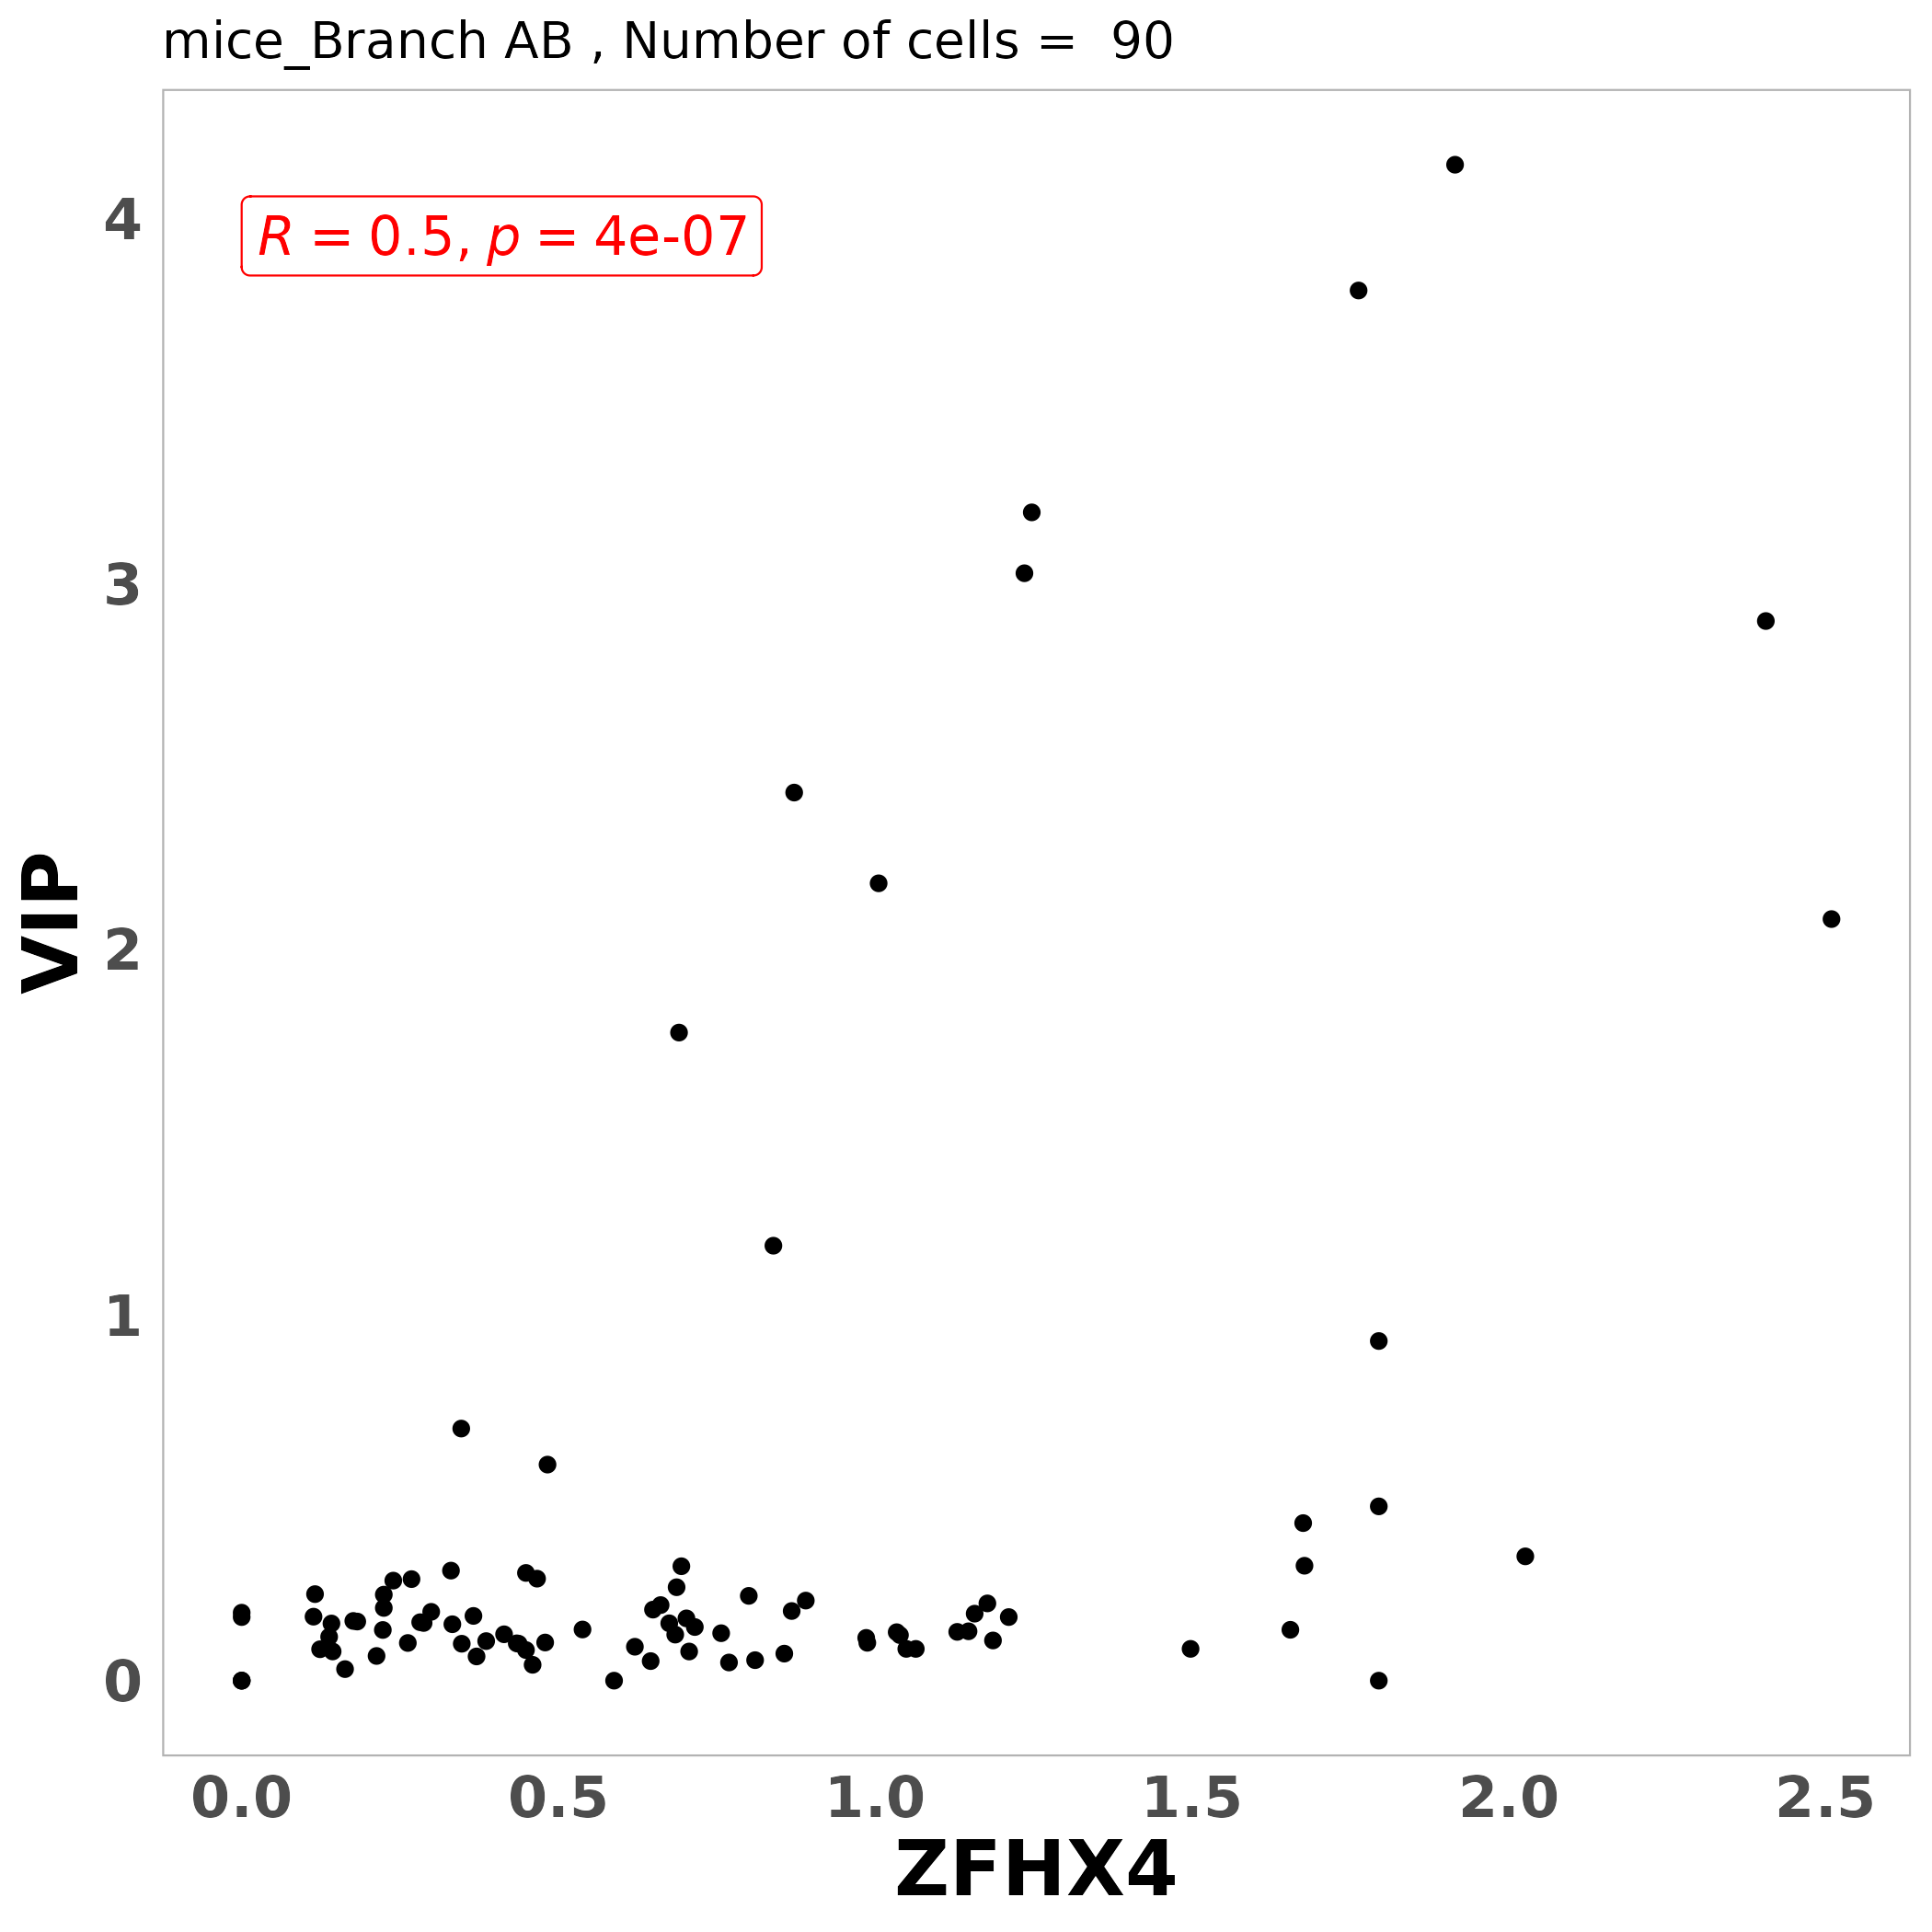 mice_Branch AB , Number of cells =  90
R = 0.5, p = 4e-07
4
3
2
1
0
VIP
0.0 0.5 1.0 1.5 2.0 2.5
ZFHX4